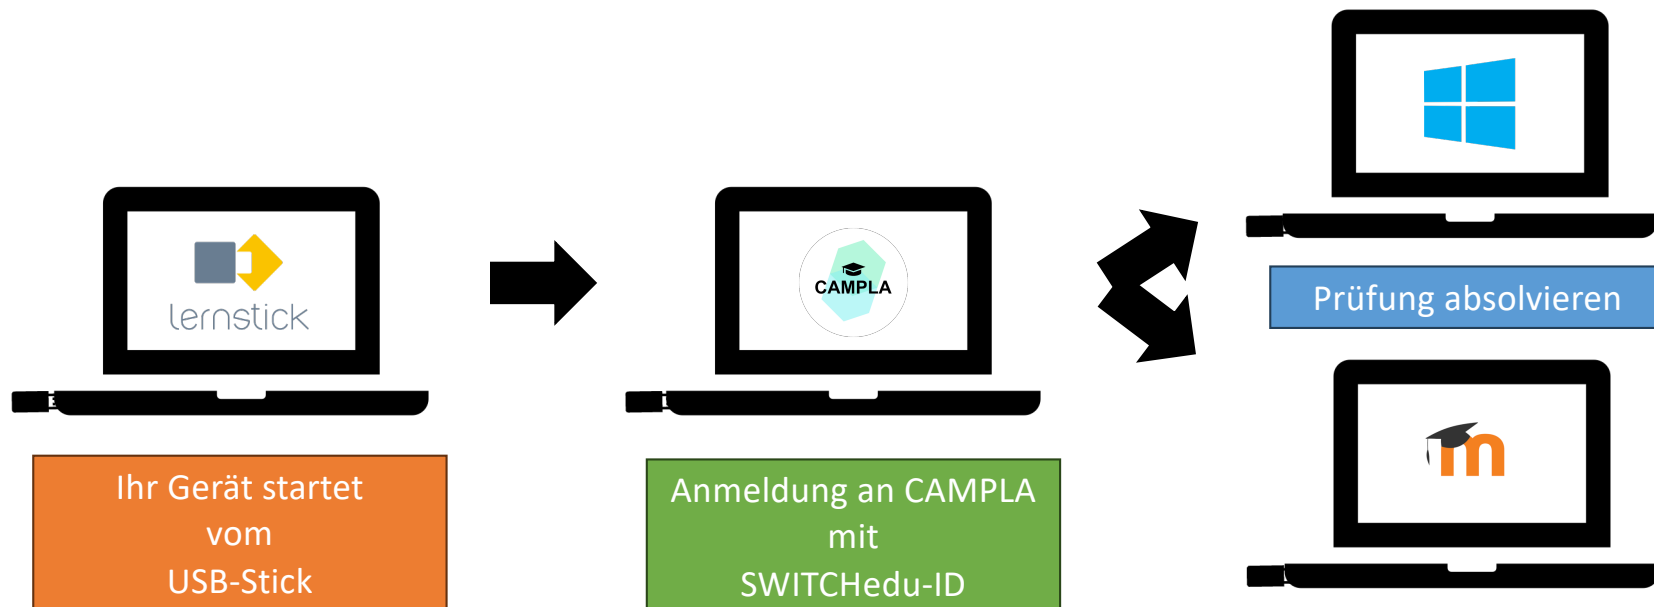 lernstick
Ihr Gerät startet
vom
USB-Stick
CAMPLA
Anmeldung an CAMPLA
mit
SWITCHedu-ID
Prüfung absolvieren
m